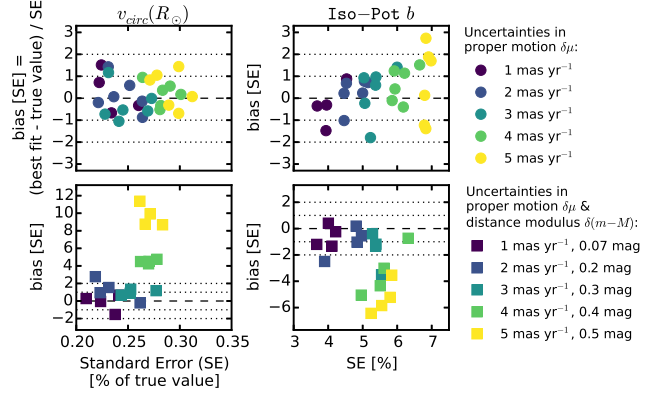 v_circ(R_⊙)
Iso-Pot b
bias [SE] =
(best fit - true value) / SE
3
2
1
0
−1
−2
−3
bias [SE]
3
2
1
0
−1
−2
−3
Uncertainties in
proper motion δμ:
1 mas yr⁻¹
2 mas yr⁻¹
3 mas yr⁻¹
4 mas yr⁻¹
5 mas yr⁻¹
bias [SE]
12
10
8
6
4
2
0
−2
0.20 0.25 0.30 0.35
Standard Error (SE)
[% of true value]
bias [SE]
2
0
−2
−4
−6
3 4 5 6 7
SE [%]
Uncertainties in
proper motion δμ &
distance modulus δ(m−M):
1 mas yr⁻¹, 0.07 mag
2 mas yr⁻¹, 0.2 mag
3 mas yr⁻¹, 0.3 mag
4 mas yr⁻¹, 0.4 mag
5 mas yr⁻¹, 0.5 mag